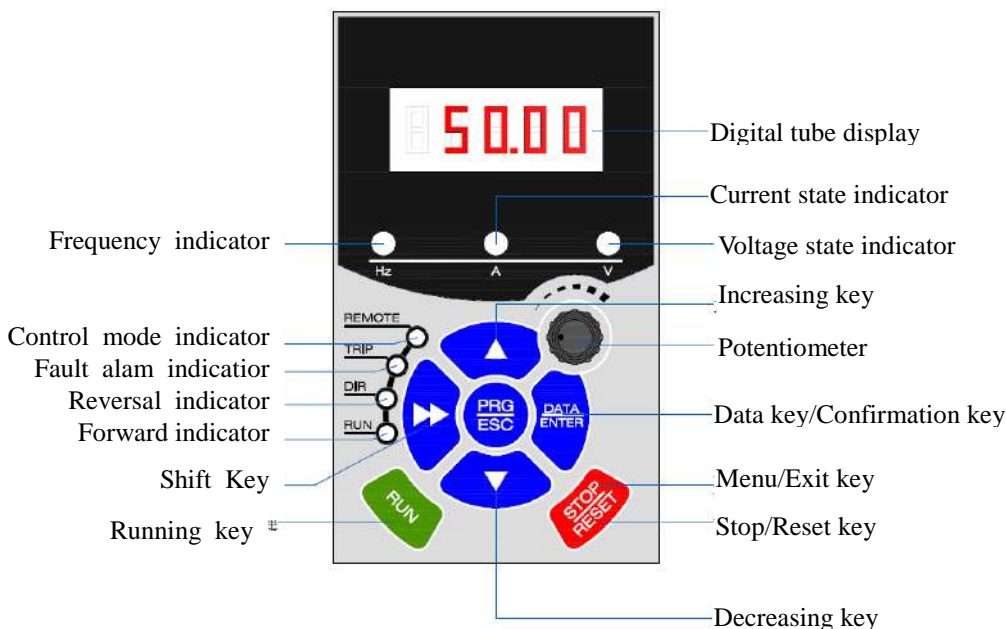 50.00
Digital tube display
Current state indicator
Frequency indicator
Voltage state indicator
Hz
A
V
Increasing key
REMOTE
Control mode indicator
TRIP
Potentiometer
Fault alam indicatior
DIR
Reversal indicator
PRG
ESC
DATA
ENTER
Data key/Confirmation key
RUN
Forward indicator
Shift Key
Menu/Exit key
RUN
STOP
RESET
Running key
Stop/Reset key
Decreasing key